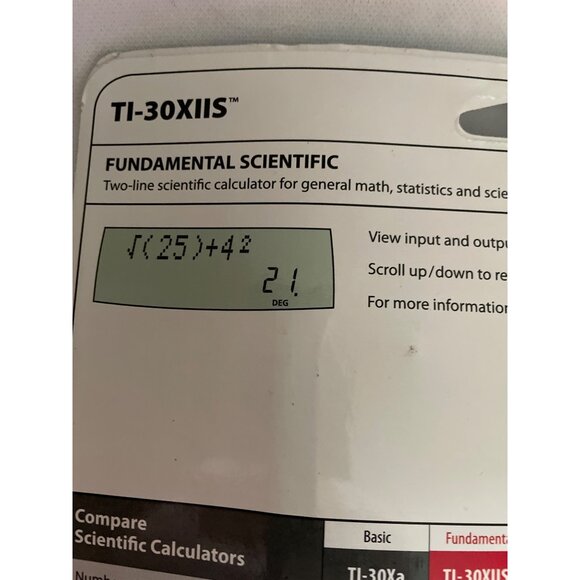 TI-30XIIS™
FUNDAMENTAL SCIENTIFIC
Two-line scientific calculator for general math, statistics and scie
√(25)+4²
21.
DEG
View input and outpu
Scroll up/down to re
For more information
Compare
Scientific Calculators
Basic
Fundamenta
TI-30Xa
TI-30XIIS
Numb